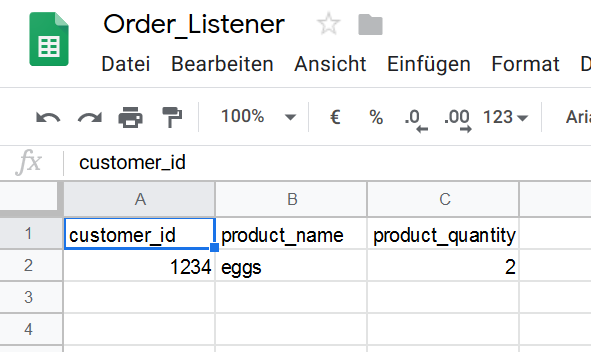 Order_Listener
Datei Bearbeiten Ansicht Einfügen Format D
100% € % .0 .00 123 Aria
fx customer_id
A B C
1 customer_id product_name product_quantity
2 1234 eggs 2
3
4